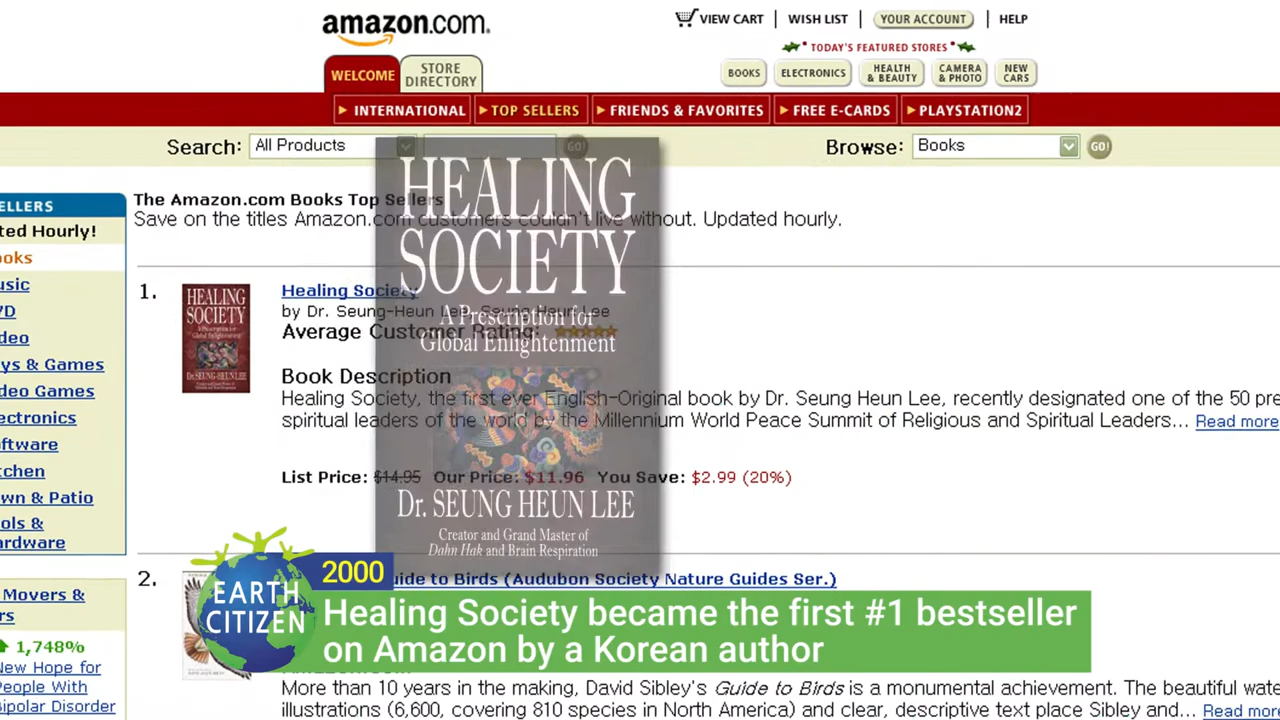 amazon.com.
VIEW CART | WISH LIST | YOUR ACCOUNT | HELP
TODAY'S FEATURED STORES
WELCOME
STORE DIRECTORY
BOOKS
ELECTRONICS
HEALTH & BEAUTY
CAMERA & PHOTO
NEW CARS
INTERNATIONAL
TOP SELLERS
FRIENDS & FAVORITES
FREE E-CARDS
PLAYSTATION2
Search: All Products GO!
Browse: Books GO!
ELLERS
ted Hourly!
oks
usic
VD
deo
ys & Games
deo Games
ectronics
ftware
tchen
wn & Patio
ols &
ardware
Movers &
rs
1,748%
New Hope for
People With
Bipolar Disorder
The Amazon.com Books Top Sellers
Save on the titles Amazon.com customers couldn't live without. Updated hourly.
1.
HEALING
SOCIETY
Dr. SEUNG HEUN LEE
Healing Society
by Dr. Seung-Heun Lee, Seung Heun Lee
Average Customer Rating:
Book Description
Healing Society, the first ever English-Original book by Dr. Seung Heun Lee, recently designated one of the 50 pre
spiritual leaders of the world by the Millennium World Peace Summit of Religious and Spiritual Leaders... Read more
List Price: $14.95 Our Price: $11.96 You Save: $2.99 (20%)
HEALING
SOCIETY
A Prescription for
Global Enlightenment
Dr. SEUNG HEUN LEE
Creator and Grand Master of
Dahn Hak and Brain Respiration
2.
uide to Birds (Audubon Society Nature Guides Ser.)
More than 10 years in the making, David Sibley's Guide to Birds is a monumental achievement. The beautiful wate
illustrations (6,600, covering 810 species in North America) and clear, descriptive text place Sibley and... Read more
EARTH
CITIZEN
2000
Healing Society became the first #1 bestseller
on Amazon by a Korean author